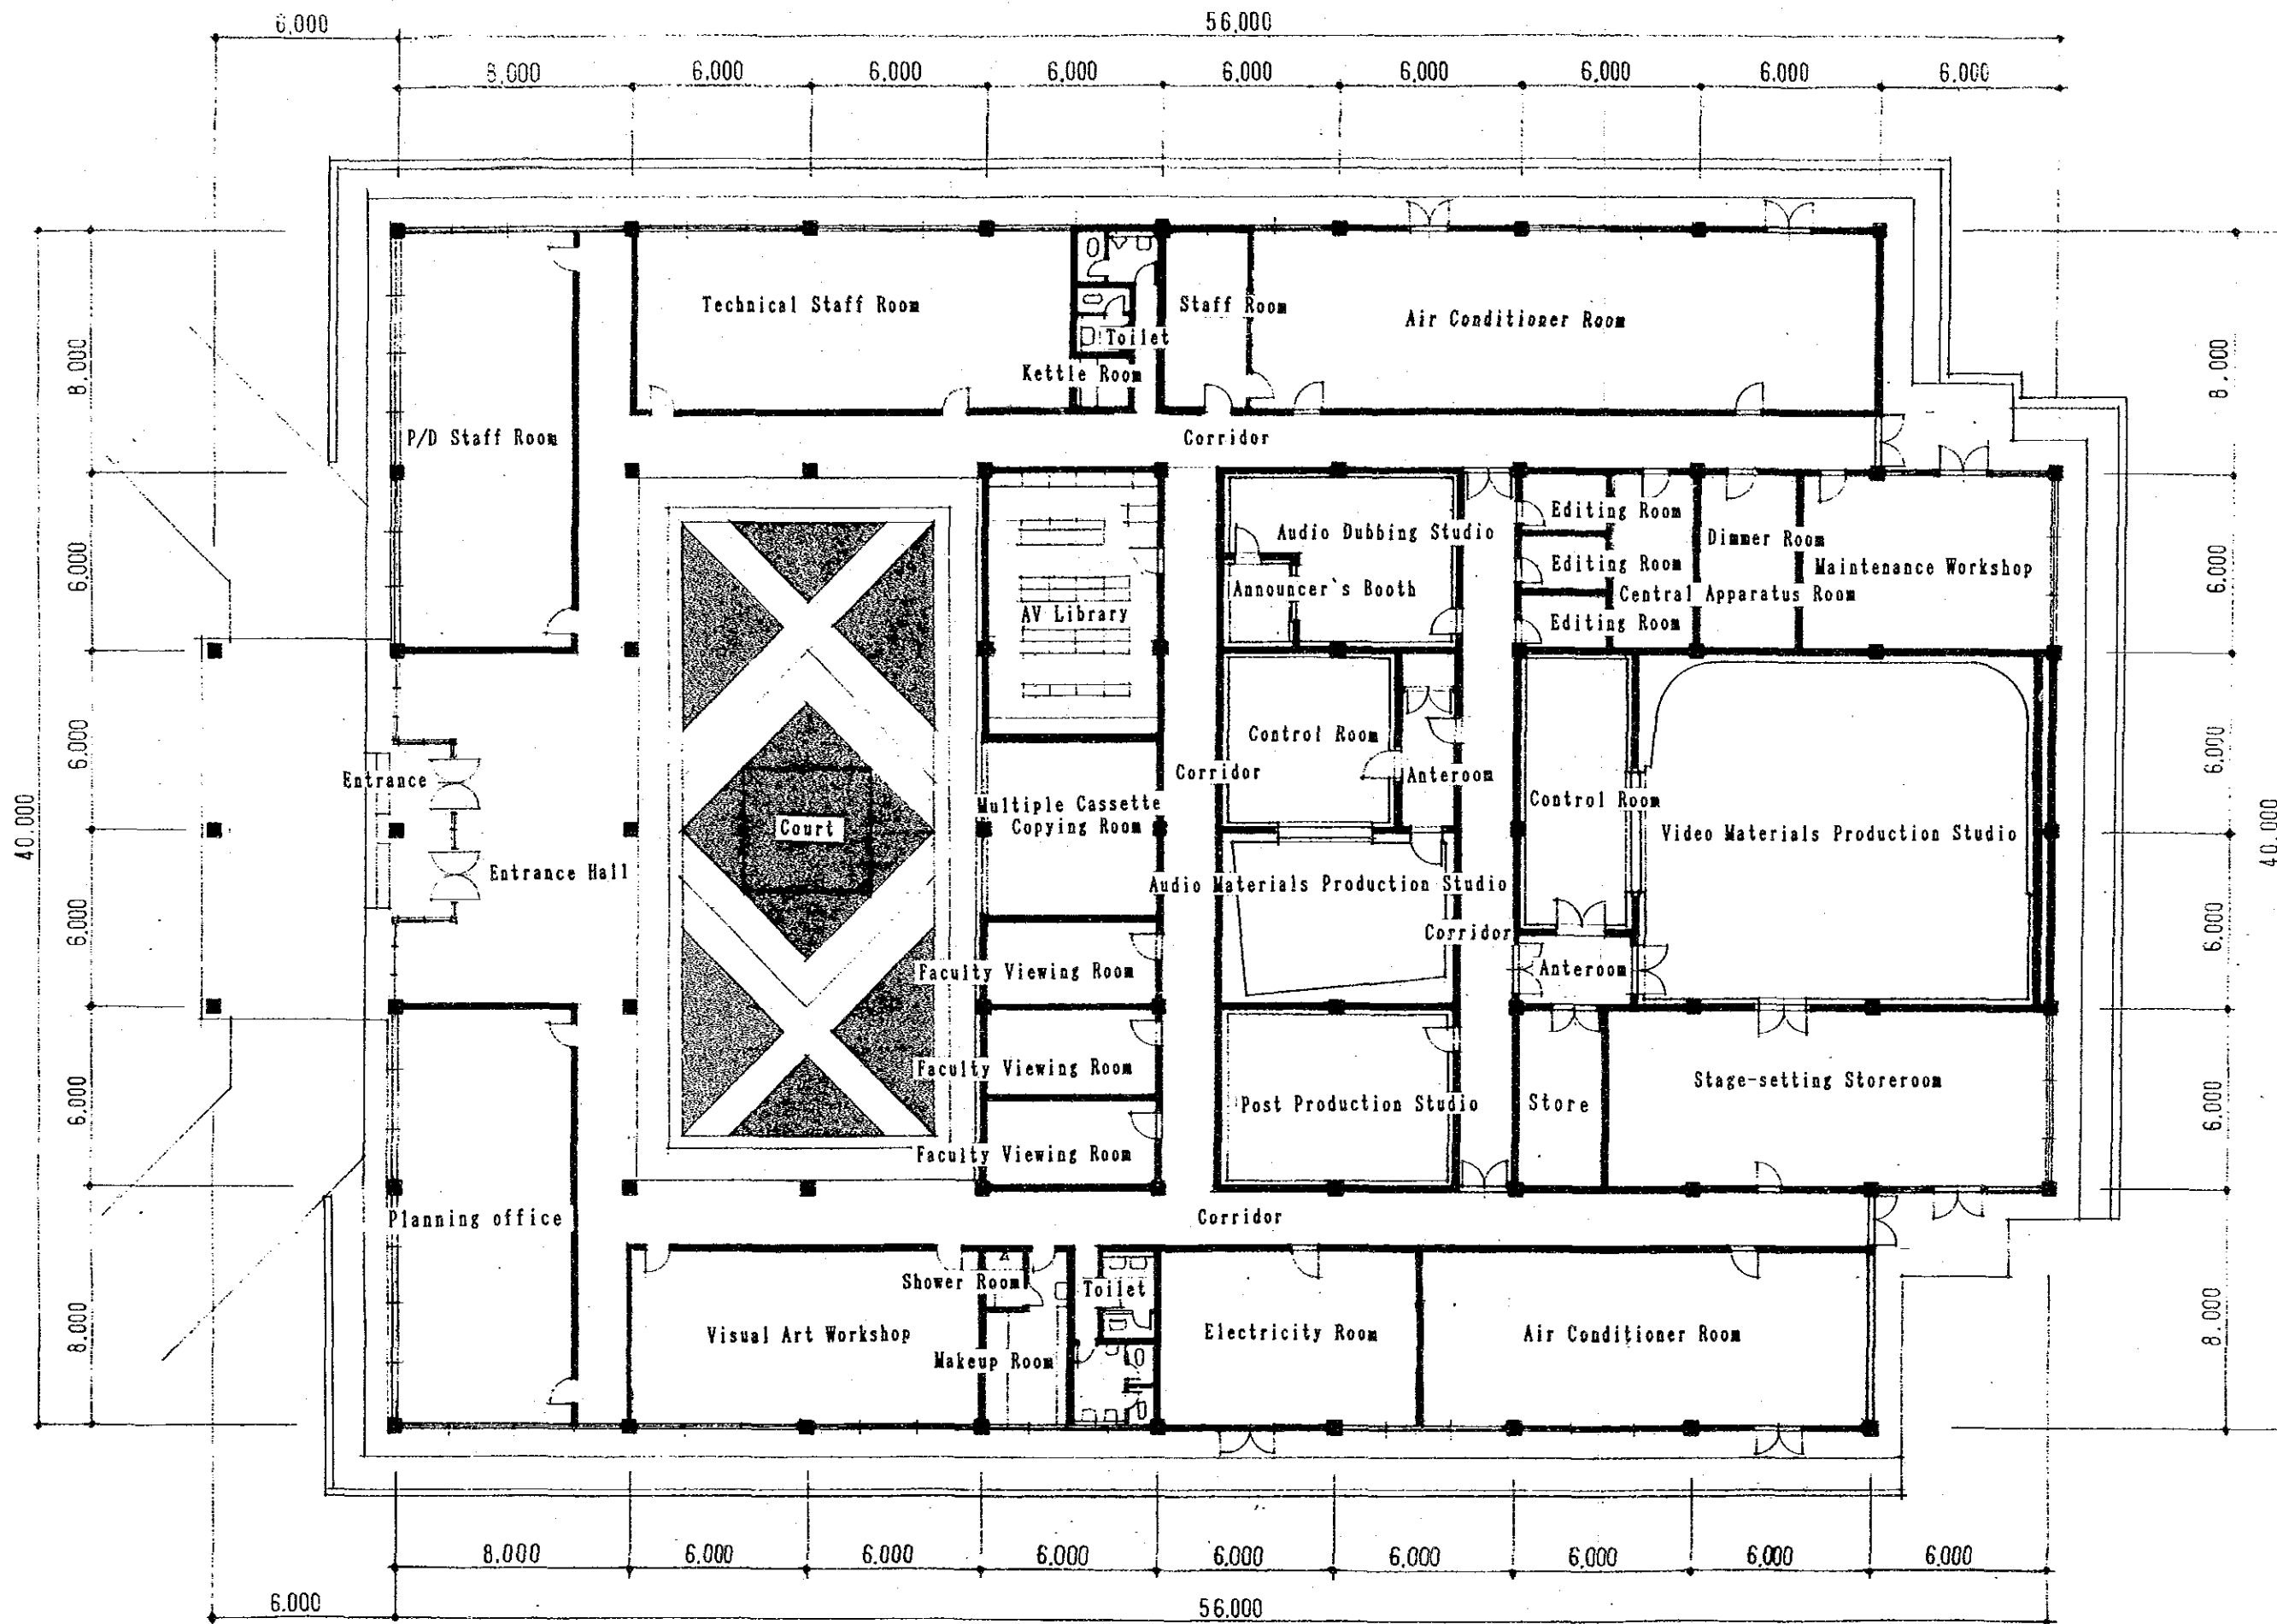 6,000
56,000
8,000
6,000
6,000
6,000
6,000
6,000
6,000
6,000
6,000
Technical Staff Room
Staff Room
Air Conditioner Room
Toilet
Kettle Room
8,000
8,000
P/D Staff Room
Corridor
Editing Room
Audio Dubbing Studio
Dimmer Room
Editing Room
Maintenance Workshop
6,000
6,000
Announcer`s Booth
Central Apparatus Room
AV Library
Editing Room
6,000
6,000
Control Room
Entrance
Corridor
Anteroom
Control Room
Multiple Cassette
Copying Room
Court
Video Materials Production Studio
40.000
40.000
Entrance Hall
Audio Materials Production Studio
6,000
6,000
Corridor
Faculty Viewing Room
Anteroom
Faculty Viewing Room
Stage-setting Storeroom
6,000
6,000
Post Production Studio
Store
Faculty Viewing Room
Planning office
Corridor
Shower Room
Toilet
8,000
8,000
Visual Art Workshop
Electricity Room
Air Conditioner Room
Makeup Room
8,000
6,000
6,000
6,000
6,000
6,000
6,000
6,000
6,000
6.000
56.000